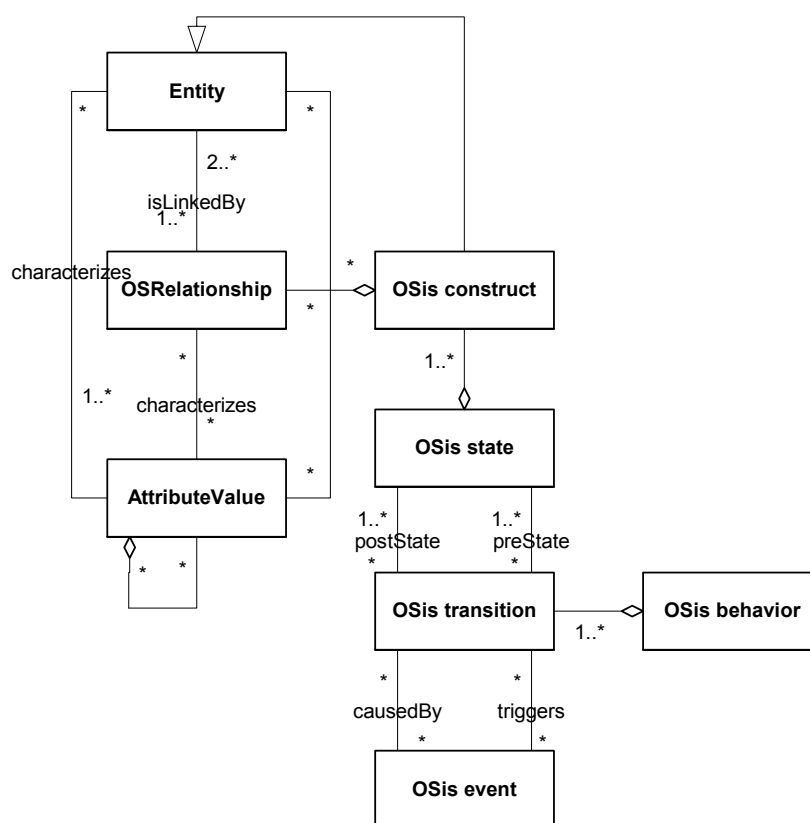 Entity
*
*
2..*
isLinkedBy
1..*
characterizes
OSRelationship
*
*
OSis construct
*
1..*
1..*
characterizes
*
OSis state
*
AttributeValue
1..*
1..*
postState
preState
*
*
*
*
OSis transition
1..*
OSis behavior
*
*
causedBy
triggers
*
*
OSis event